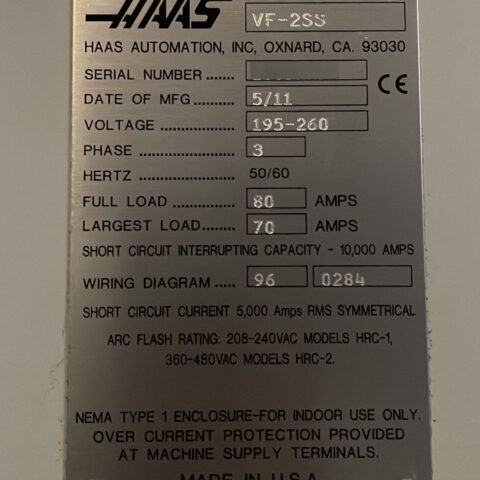 HAAS VF-2SS
HAAS AUTOMATION, INC, OXNARD, CA. 93030
SERIAL NUMBER ......
DATE OF MFG ........ 5/11 CE
VOLTAGE ................ 195-260
PHASE .................... 3
HERTZ ................... 50/60
FULL LOAD ............ 80 AMPS
LARGEST LOAD...... 70 AMPS
SHORT CIRCUIT INTERRUPTING CAPACITY - 10,000 AMPS
WIRING DIAGRAM ..... 96 0284
SHORT CIRCUIT CURRENT 5,000 Amps RMS SYMMETRICAL
ARC FLASH RATING: 208-240VAC MODELS HRC-1,
360-480VAC MODELS HRC-2.
NEMA TYPE 1 ENCLOSURE-FOR INDOOR USE ONLY.
OVER CURRENT PROTECTION PROVIDED
AT MACHINE SUPPLY TERMINALS.
MADE IN U.S.A.